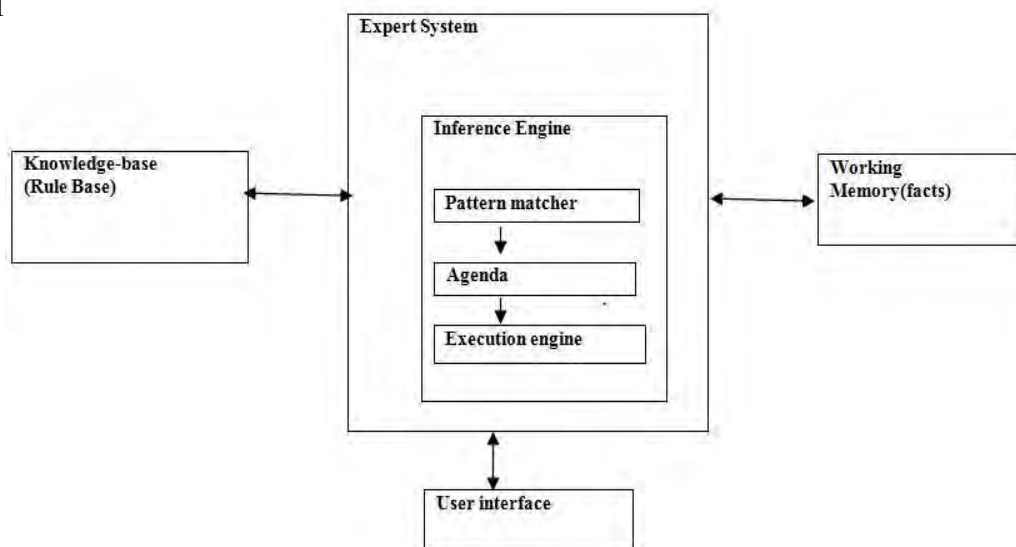 Expert System
Inference Engine
Knowledge-base
(Rule Base)
Working
Memory(facts)
Pattern matcher
Agenda
Execution engine
User interface